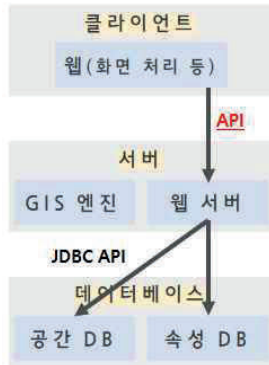 클라이언트
웹(화면 처리 등)
API
서버
GIS 엔진
웹 서버
JDBC API
데이터베이스
공간 DB
속성 DB